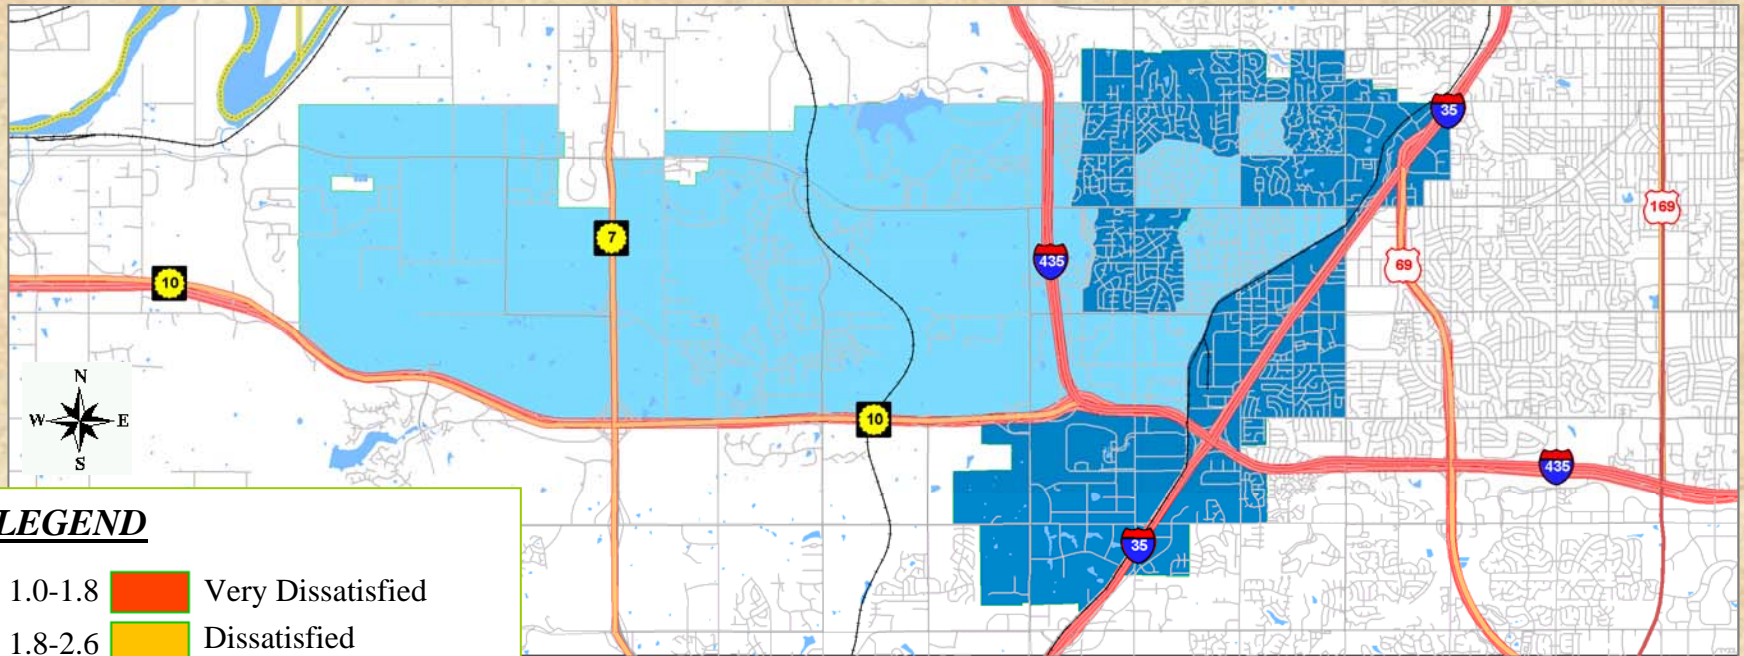 35
169
7
435
69
10
N
W E
S
10
435
35
LEGEND
1.0-1.8 Very Dissatisfied
1.8-2.6 Dissatisfied